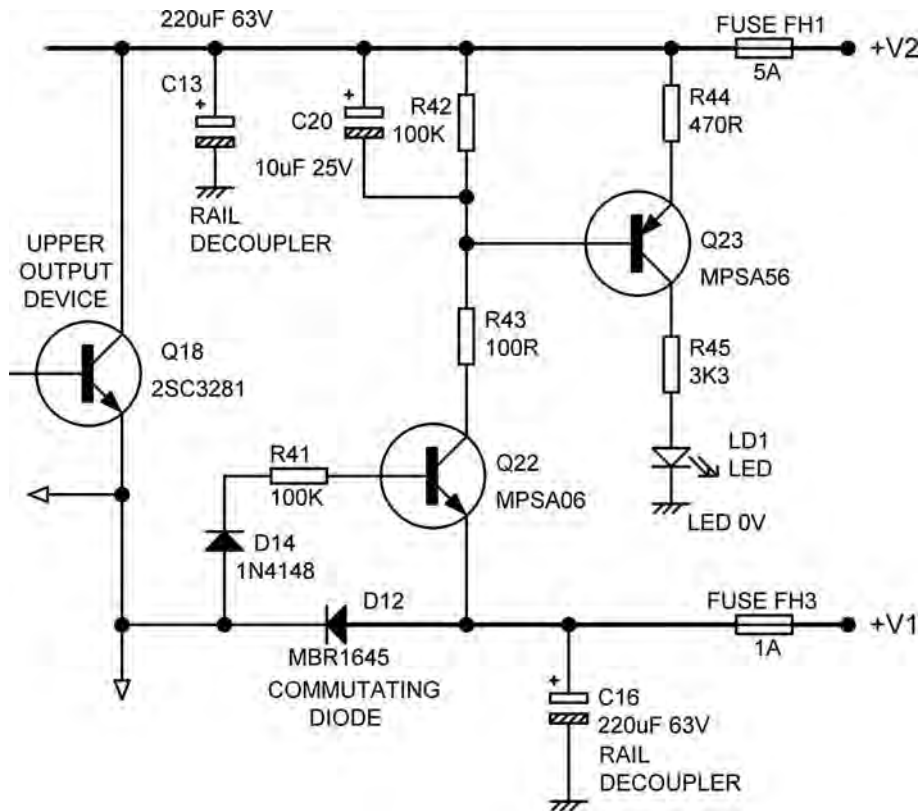 220uF 63V
FUSE FH1
+V2
5A
C13
+
C20
+
10uF 25V
R42
100K
R44
470R
RAIL
DECOUPLER
UPPER
OUTPUT
DEVICE
Q23
MPSA56
Q18
2SC3281
R43
100R
R45
3K3
R41
100K
Q22
MPSA06
LD1
LED
LED 0V
D14
1N4148
D12
MBR1645
COMMUTATING
DIODE
FUSE FH3
+V1
1A
+
C16
220uF 63V
RAIL
DECOUPLER